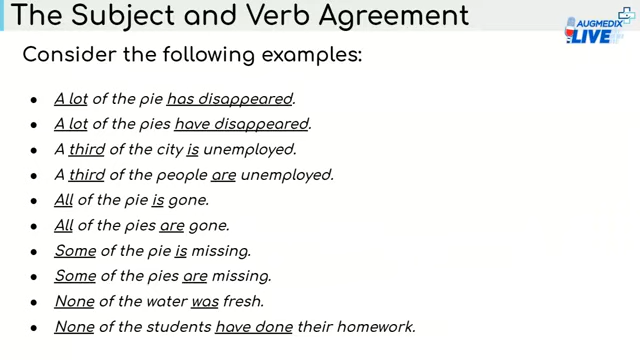 The Subject and Verb Agreement
AUGMEDIX
LIVE
Consider the following examples:
● A lot of the pie has disappeared.
● A lot of the pies have disappeared.
● A third of the city is unemployed.
● A third of the people are unemployed.
● All of the pie is gone.
● All of the pies are gone.
● Some of the pie is missing.
● Some of the pies are missing.
● None of the water was fresh.
● None of the students have done their homework.